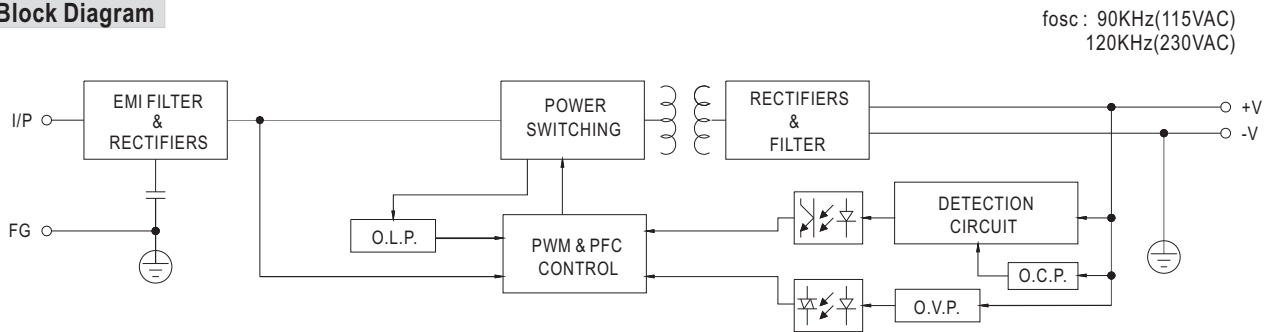 Block Diagram
fosc : 90KHz(115VAC)
120KHz(230VAC)
I/P
EMI FILTER
&
RECTIFIERS
POWER
SWITCHING
RECTIFIERS
&
FILTER
+V
-V
FG
O.L.P.
PWM & PFC
CONTROL
DETECTION
CIRCUIT
O.C.P.
O.V.P.